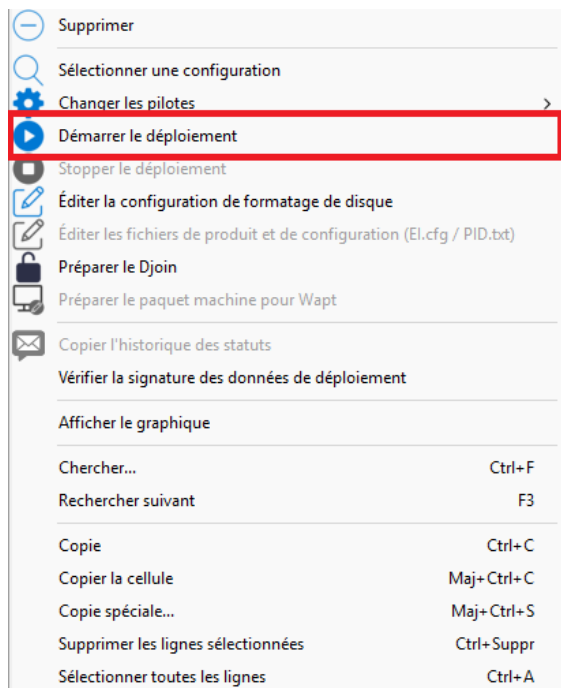 Supprimer
Sélectionner une configuration
Changer les pilotes
Démarrer le déploiement
Stopper le déploiement
Éditer la configuration de formatage de disque
Éditer les fichiers de produit et de configuration (EI.cfg / PID.txt)
Préparer le Djoin
Préparer le paquet machine pour Wapt
Copier l'historique des statuts
Vérifier la signature des données de déploiement
Afficher le graphique
Chercher... Ctrl+F
Rechercher suivant F3
Copie Ctrl+C
Copier la cellule Maj+Ctrl+C
Copie spéciale... Maj+Ctrl+S
Supprimer les lignes sélectionnées Ctrl+Suppr
Sélectionner toutes les lignes Ctrl+A